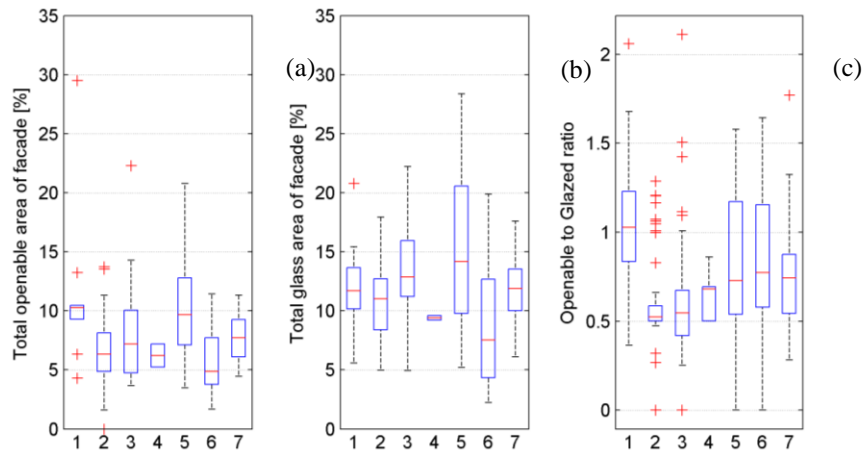 Total openable area of facade [%]
35
30
25
20
15
10
5
0
1 2 3 4 5 6 7
(a)
Total glass area of facade [%]
35
30
25
20
15
10
5
0
1 2 3 4 5 6 7
(b)
Openable to Glazed ratio
2
1.5
1
0.5
0
1 2 3 4 5 6 7
(c)